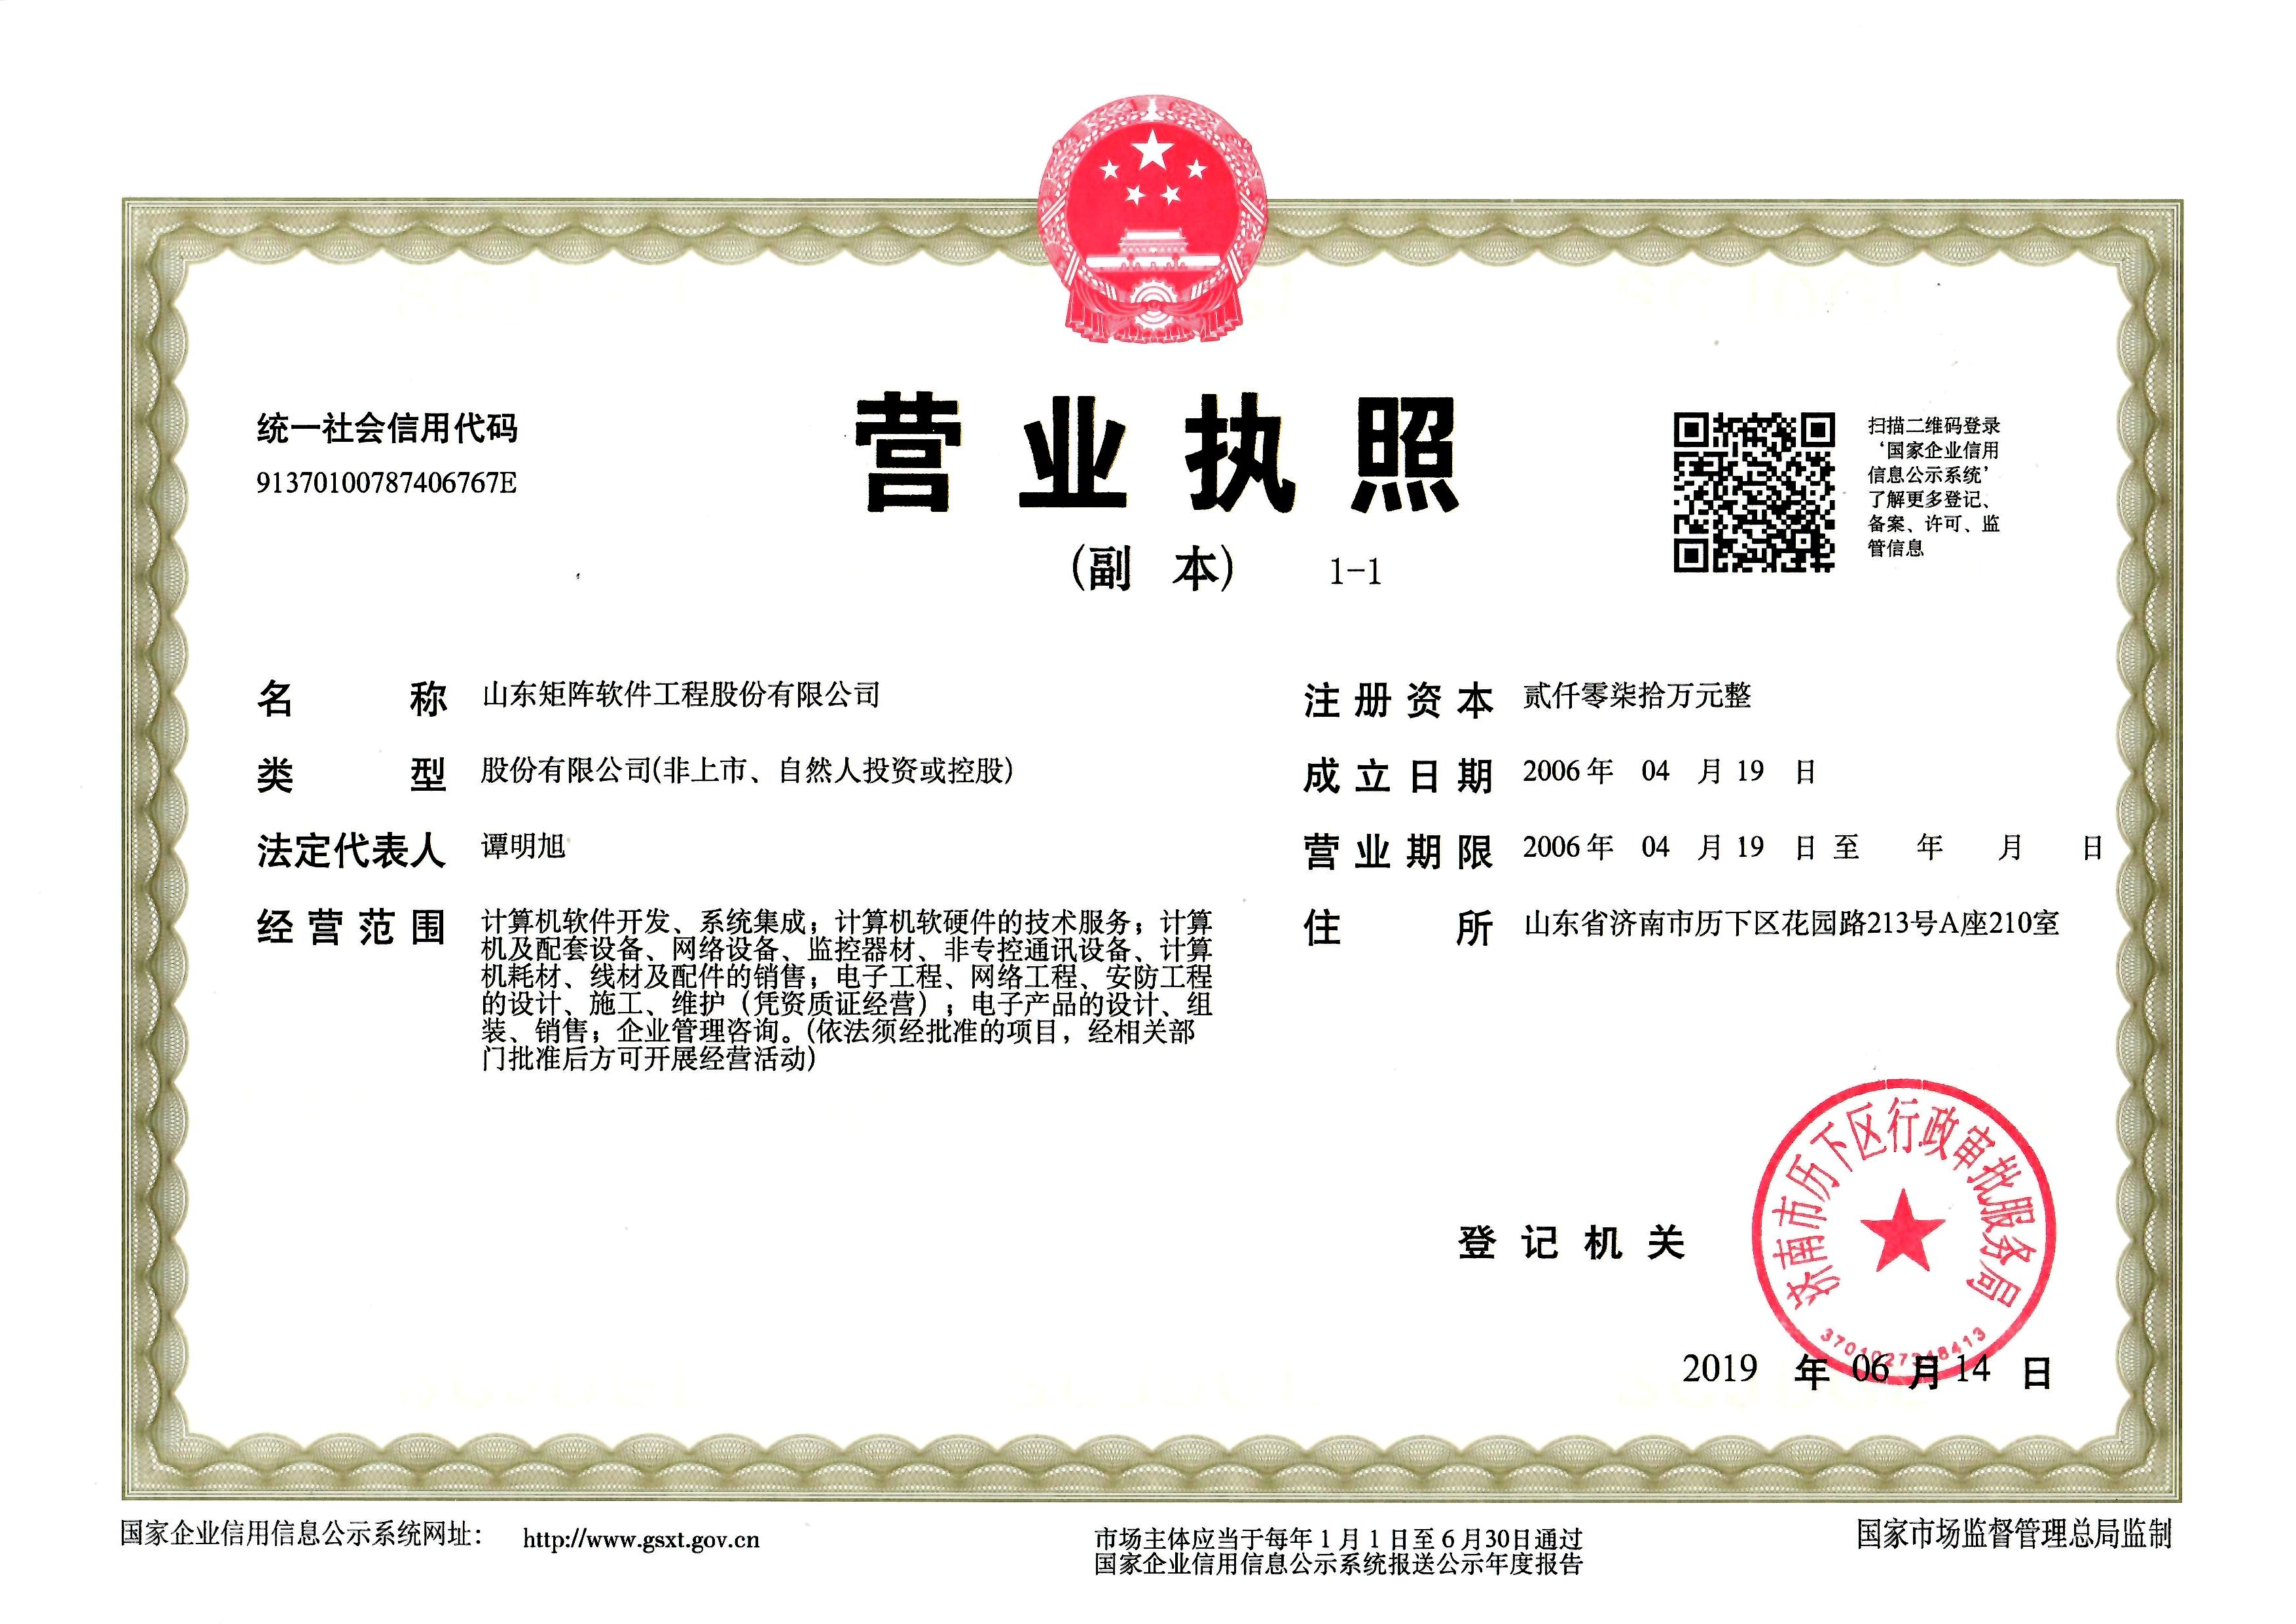 统一社会信用代码
91370100787406767E
营业执照
(副 本) 1-1
扫描二维码登录
‘国家企业信用
信息公示系统’
了解更多登记、
备案、许可、监
管信息
名 称 山东矩阵软件工程股份有限公司
类 型 股份有限公司(非上市、自然人投资或控股)
法定代表人 谭明旭
经营范围 计算机软件开发、系统集成；计算机软硬件的技术服务；计算
机及配套设备、网络设备、监控器材、非专控通讯设备、计算
机耗材、线材及配件的销售；电子工程、网络工程、安防工程
的设计、施工、维护（凭资质证经营）；电子产品的设计、组
装、销售；企业管理咨询。(依法须经批准的项目，经相关部
门批准后方可开展经营活动)
注册资本 贰仟零柒拾万元整
成立日期 2006年 04 月 19 日
营业期限 2006年 04 月 19 日 至 年 月 日
住 所 山东省济南市历下区花园路213号A座210室
登记机关
济南市历下区行政审批服务局
2019 年 06 月 14 日
国家企业信用信息公示系统网址： http://www.gsxt.gov.cn
市场主体应当于每年1月1日至6月30日通过
国家企业信用信息公示系统报送公示年度报告
国家市场监督管理总局监制